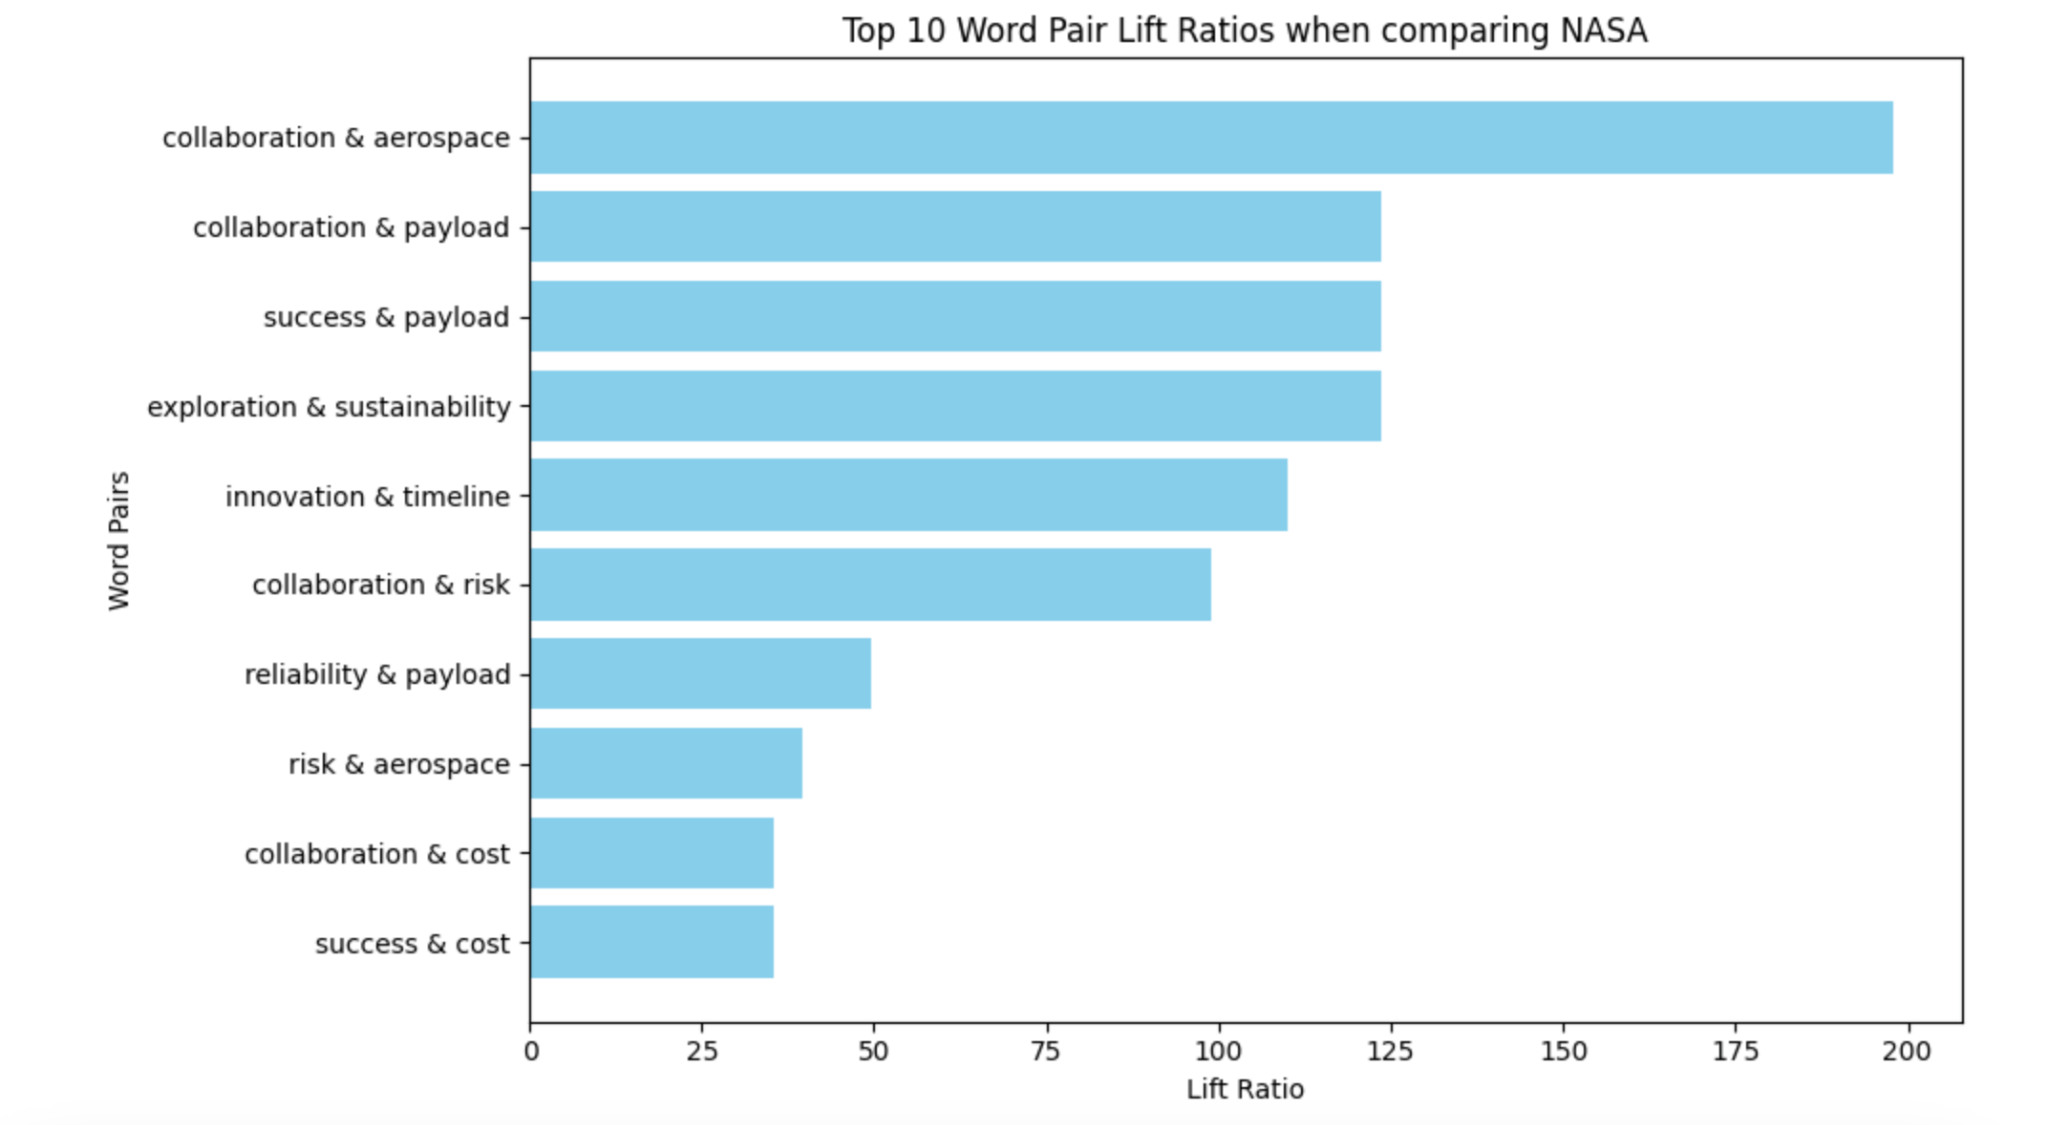 Top 10 Word Pair Lift Ratios when comparing NASA
Word Pairs
collaboration & aerospace
collaboration & payload
success & payload
exploration & sustainability
innovation & timeline
collaboration & risk
reliability & payload
risk & aerospace
collaboration & cost
success & cost
0 25 50 75 100 125 150 175 200
Lift Ratio